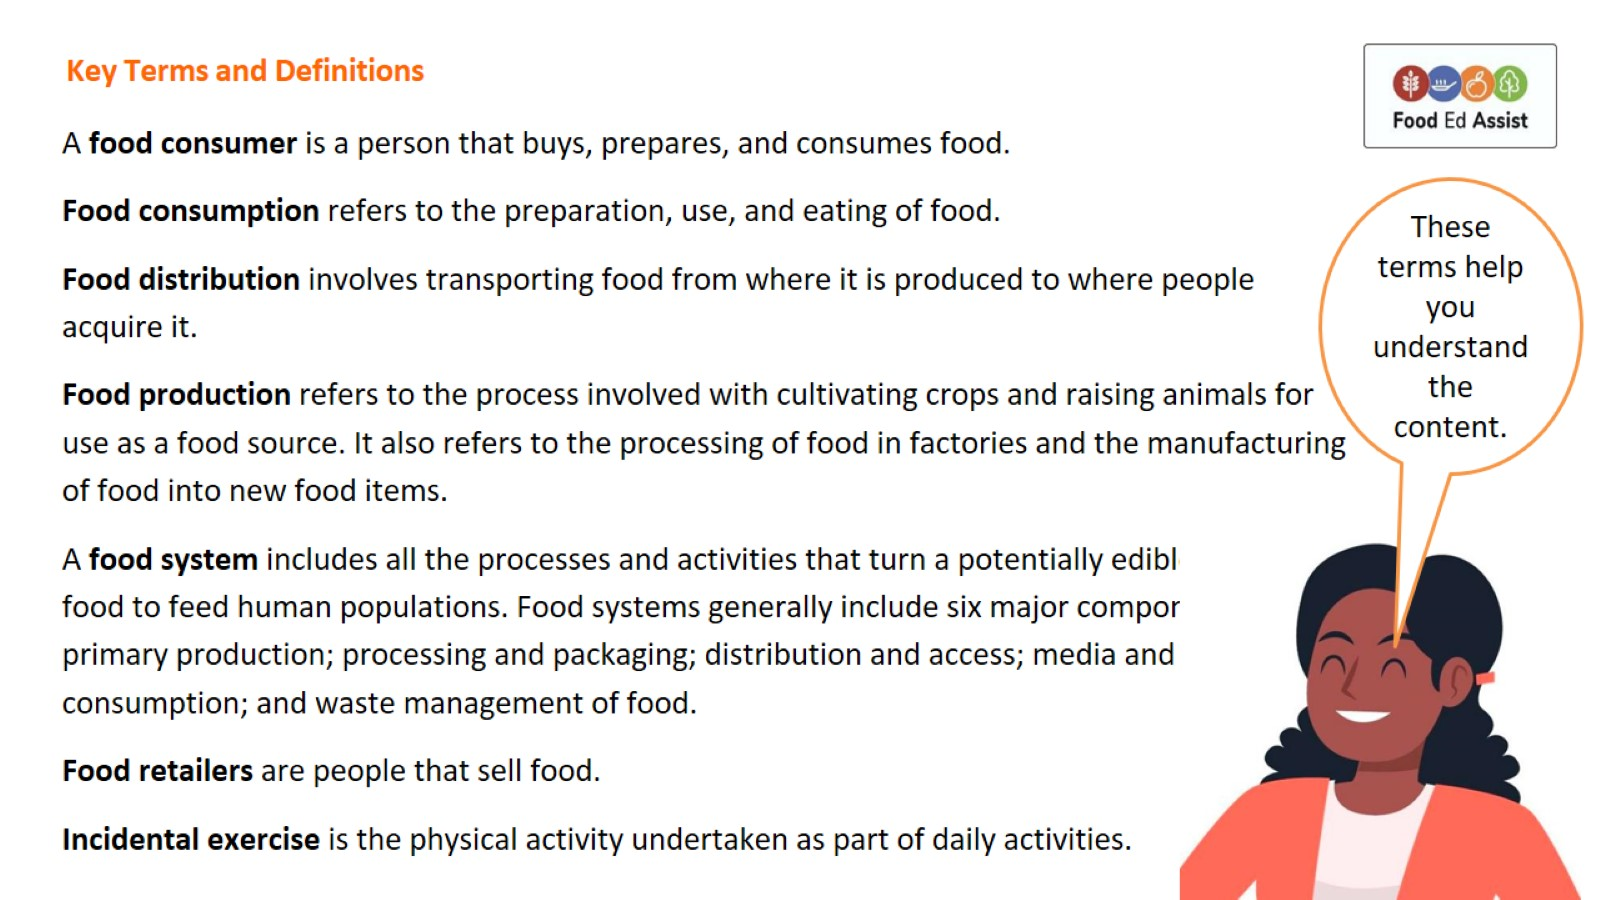 Key Terms and Definitions
Food Ed Assist
A food consumer is a person that buys, prepares, and consumes food.
Food consumption refers to the preparation, use, and eating of food.
Food distribution involves transporting food from where it is produced to where people
acquire it.
Food production refers to the process involved with cultivating crops and raising animals for
use as a food source. It also refers to the processing of food in factories and the manufacturing
of food into new food items.
A food system includes all the processes and activities that turn a potentially
food to feed human populations. Food systems generally include six major
primary production; processing and packaging; distribution and access; media and
consumption; and waste management of food.
Food retailers are people that sell food.
Incidental exercise is the physical activity undertaken as part of daily activities.
These
terms help
you
understand
the
content.